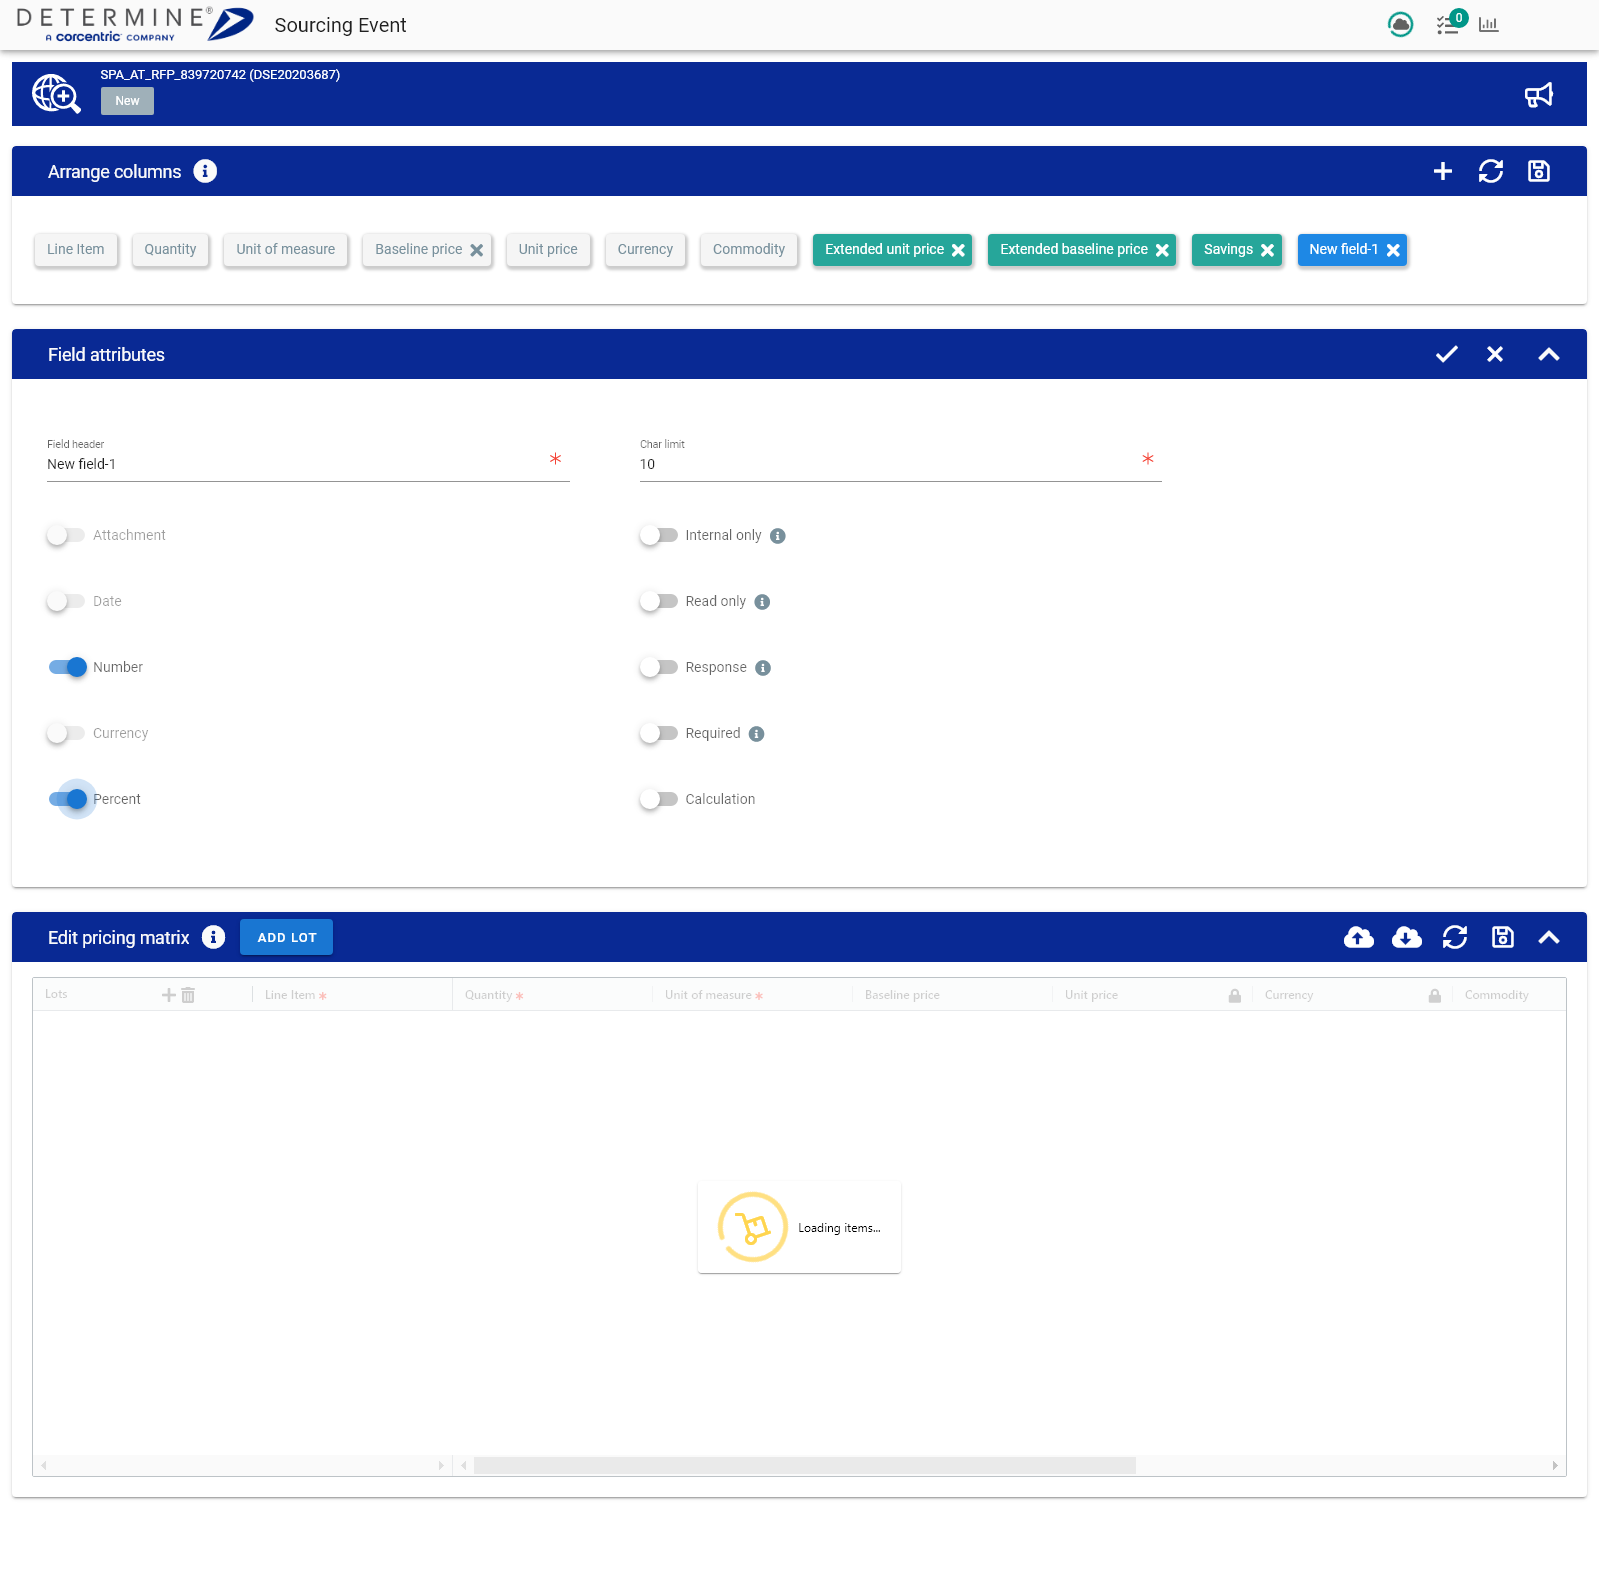 DETERMINE®
A corcentric COMPANY
Sourcing Event
0
SPA_AT_RFP_839720742 (DSE20203687)
New
Arrange columns
Line Item
Quantity
Unit of measure
Baseline price
Unit price
Currency
Commodity
Extended unit price
Extended baseline price
Savings
New field-1
Field attributes
Field header
New field-1
*
Char limit
10
*
Attachment
Internal only
Date
Read only
Number
Response
Currency
Required
Percent
Calculation
Edit pricing matrix
ADD LOT
Lots
Line Item *
Quantity *
Unit of measure *
Baseline price
Unit price
Currency
Commodity
Loading items...